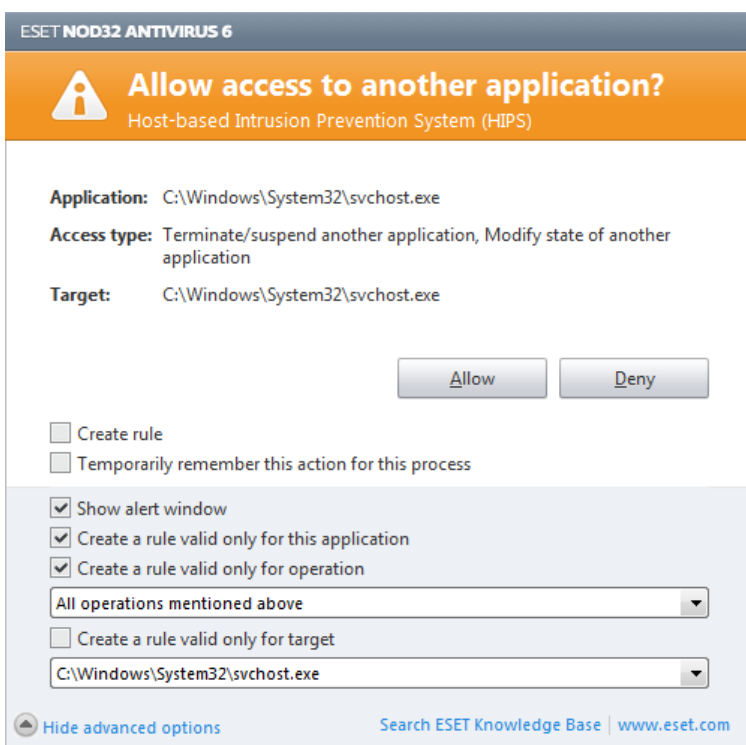 ESET NOD32 ANTIVIRUS 6
Allow access to another application?
Host-based Intrusion Prevention System (HIPS)
Application: C:\Windows\System32\svchost.exe
Access type: Terminate/suspend another application, Modify state of another
application
Target: C:\Windows\System32\svchost.exe
Allow Deny
Create rule
Temporarily remember this action for this process
Show alert window
Create a rule valid only for this application
Create a rule valid only for operation
All operations mentioned above
Create a rule valid only for target
C:\Windows\System32\svchost.exe
Hide advanced options Search ESET Knowledge Base | www.eset.com